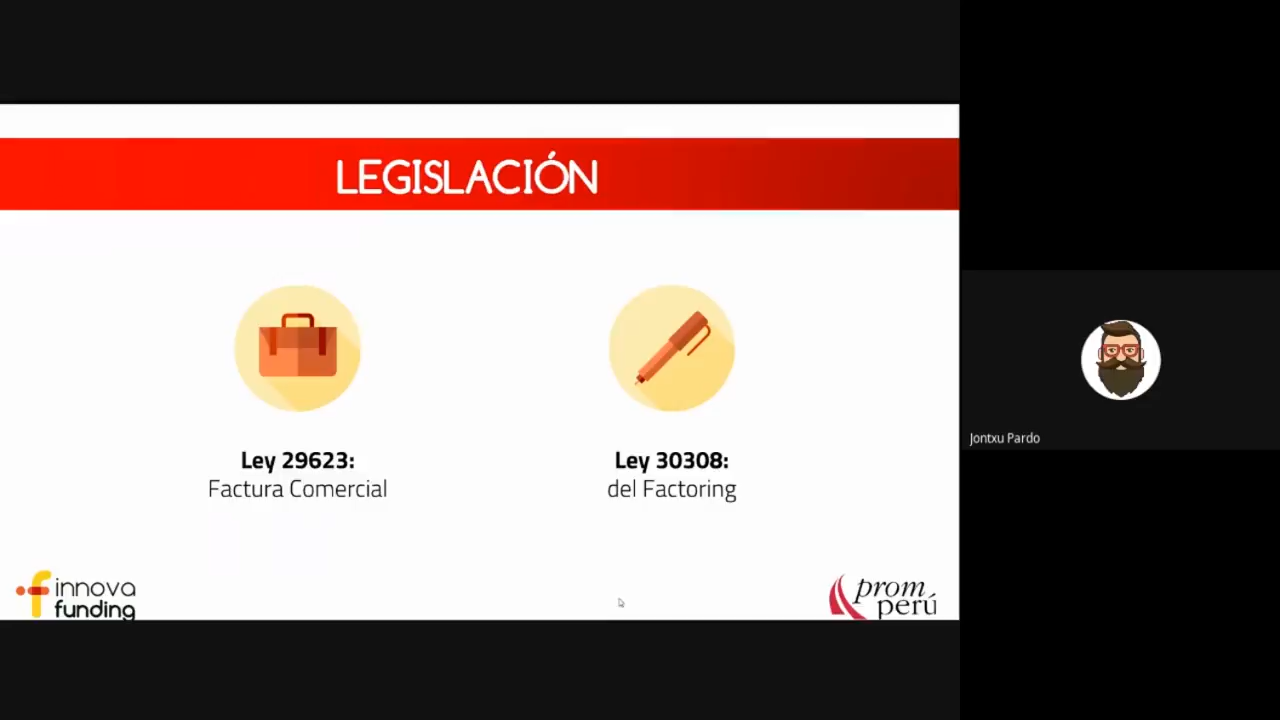 LEGISLACIÓN
Ley 29623:
Factura Comercial
Ley 30308:
del Factoring
innova
funding
prom
perú
Jontxu Pardo